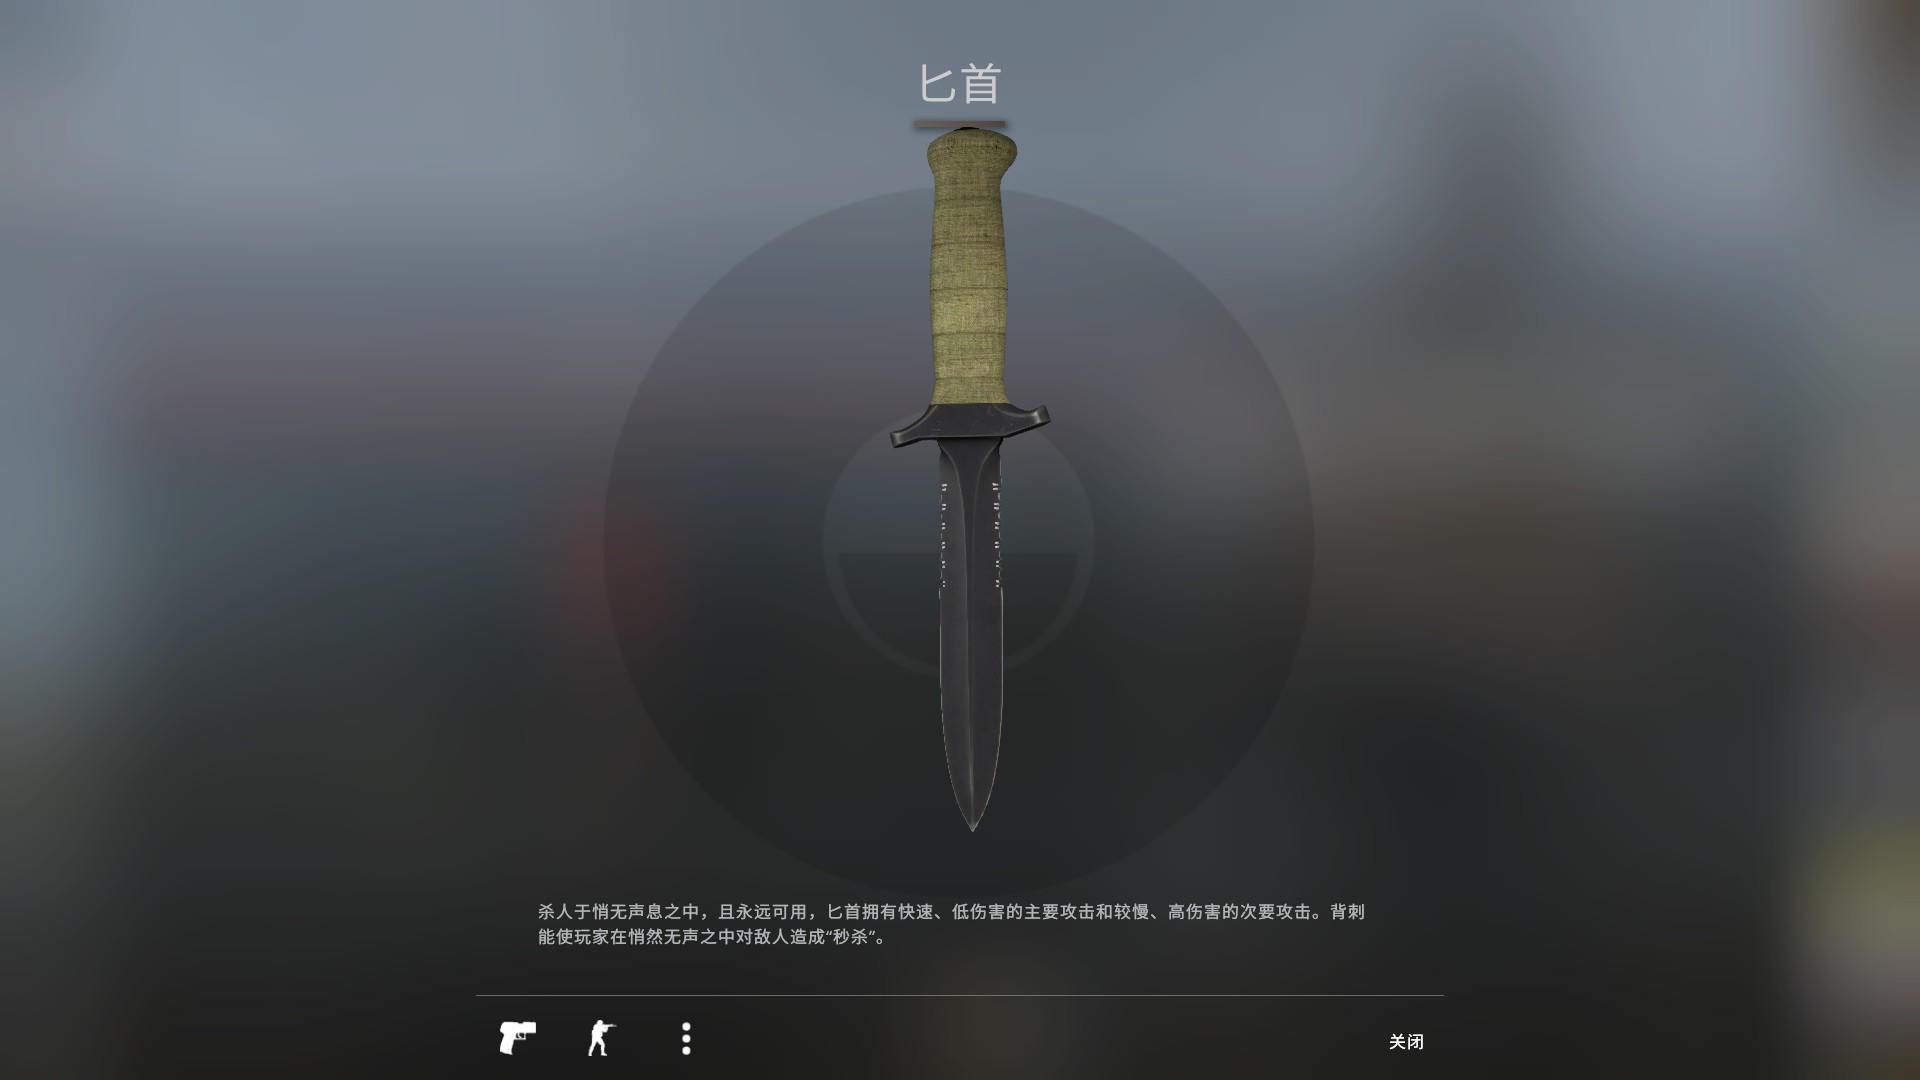 匕首
杀人于悄无声息之中，且永远可用，匕首拥有快速、低伤害的主要攻击和较慢、高伤害的次要攻击。背刺
能使玩家在悄然无声之中对敌人造成“秒杀”。
关闭